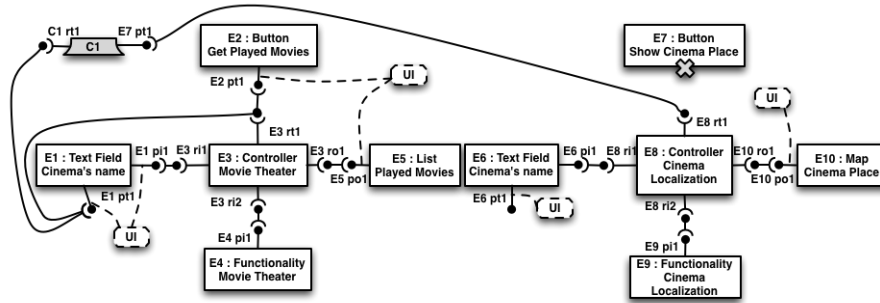 C1 rt1
E7 pt1
C1
E2 : Button
Get Played Movies
E7 : Button
Show Cinema Place
UI
E2 pt1
UI
E3 rt1
E8 rt1
E1 : Text Field
Cinema's name
E1 pi1
E3 ri1
E3 : Controller
Movie Theater
E3 ro1
E5 po1
E5 : List
Played Movies
E6 : Text Field
Cinema's name
E6 pi1
E8 ri1
E8 : Controller
Cinema
Localization
E10 ro1
E10 po1
E10 : Map
Cinema Place
E1 pt1
UI
E3 ri2
E4 pi1
E6 pt1
UI
E8 ri2
E9 pi1
E4 : Functionality
Movie Theater
E9 : Functionality
Cinema
Localization